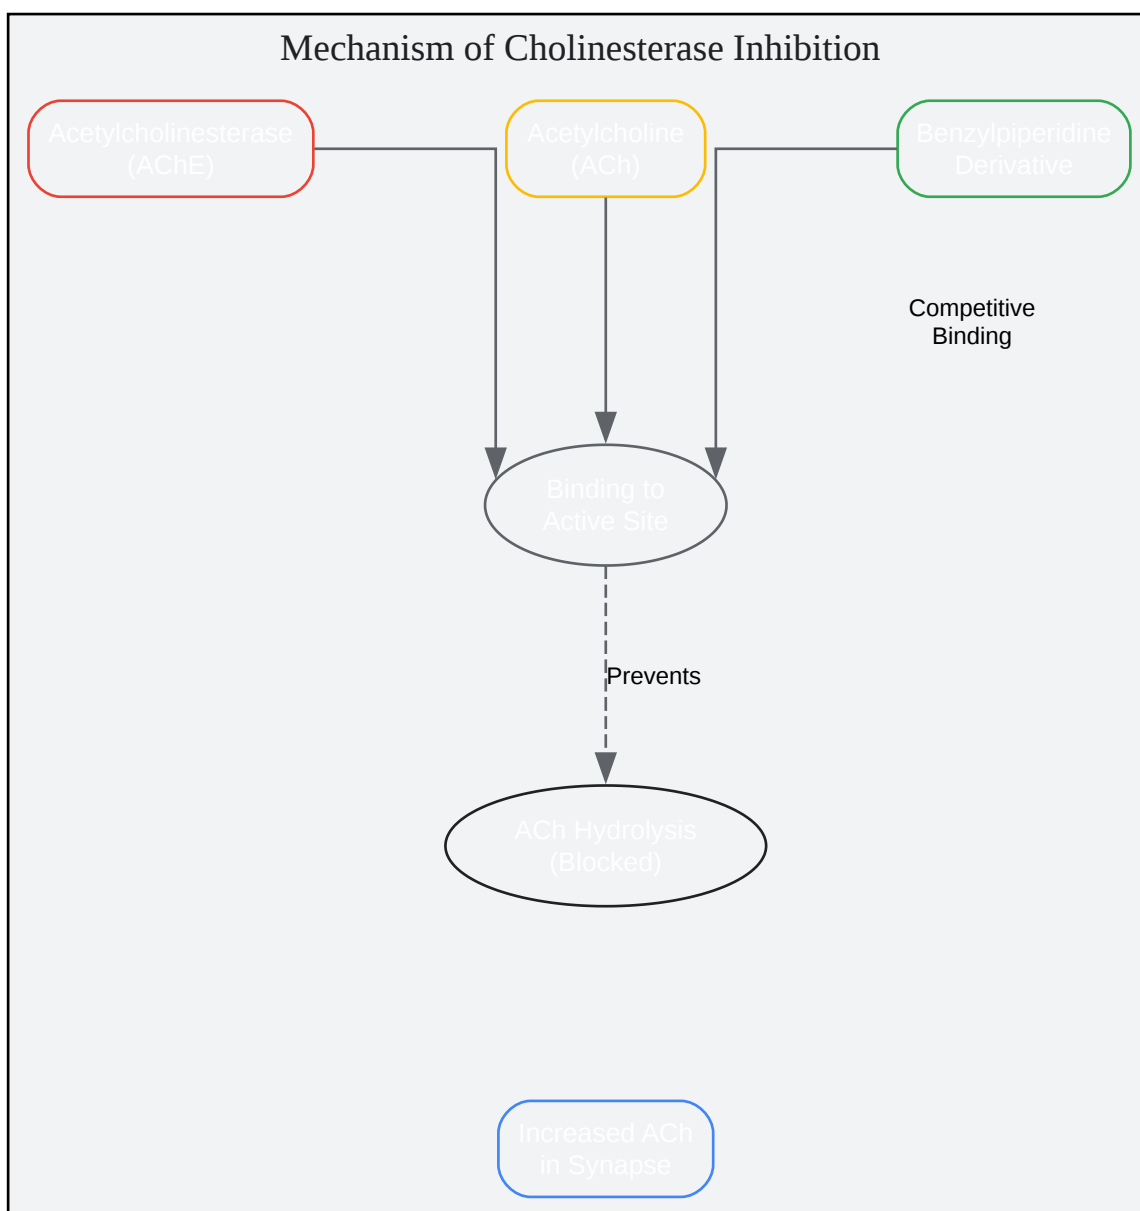 Mechanism of Cholinesterase Inhibition
Acetylcholinesterase
(AChE)
Acetylcholine
(ACh)
Benzylpiperidine
Derivative
Competitive
Binding
Binding to
Active Site
Prevents
ACh Hydrolysis
(Blocked)
Increased ACh
in Synapse